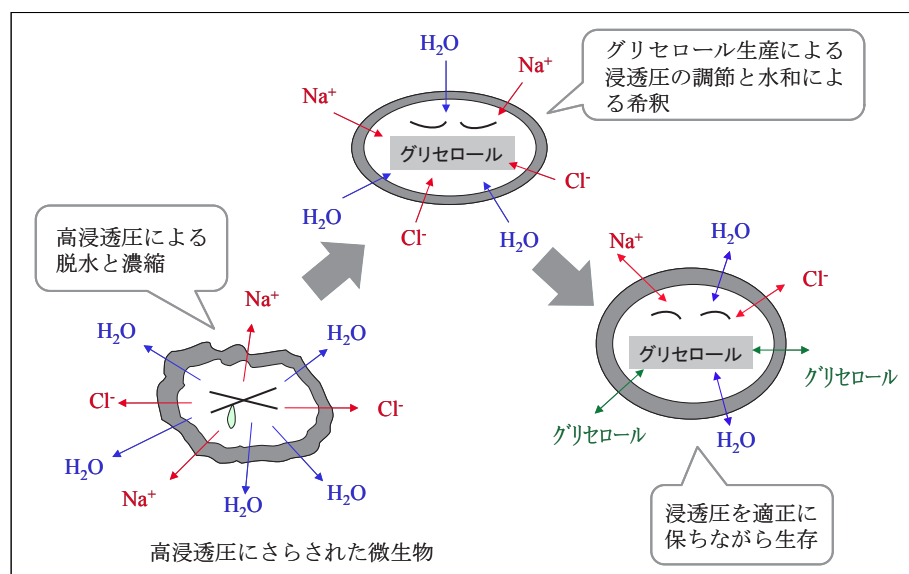 グリセロール生産による
浸透圧の調節と水和によ
る希釈
H₂O
Na⁺
Na⁺
グリセロール
Cl⁻
H₂O
Cl⁻
H₂O
高浸透圧による
脱水と濃縮
Na⁺
H₂O
H₂O
Cl⁻
Cl⁻
H₂O
Na⁺
H₂O
H₂O
高浸透圧にさらされた微生物
H₂O
Na⁺
Cl⁻
グリセロール
グリセロール
グリセロール
H₂O
浸透圧を適正に
保ちながら生存